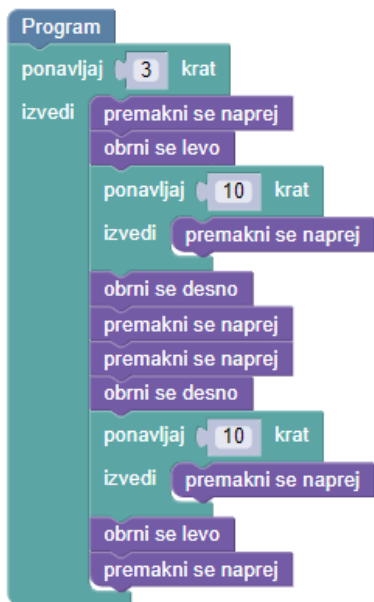 Program
ponavljaj 3 krat
izvedi premakni se naprej
obrni se levo
ponavljaj 10 krat
izvedi premakni se naprej
obrni se desno
premakni se naprej
premakni se naprej
obrni se desno
ponavljaj 10 krat
izvedi premakni se naprej
obrni se levo
premakni se naprej